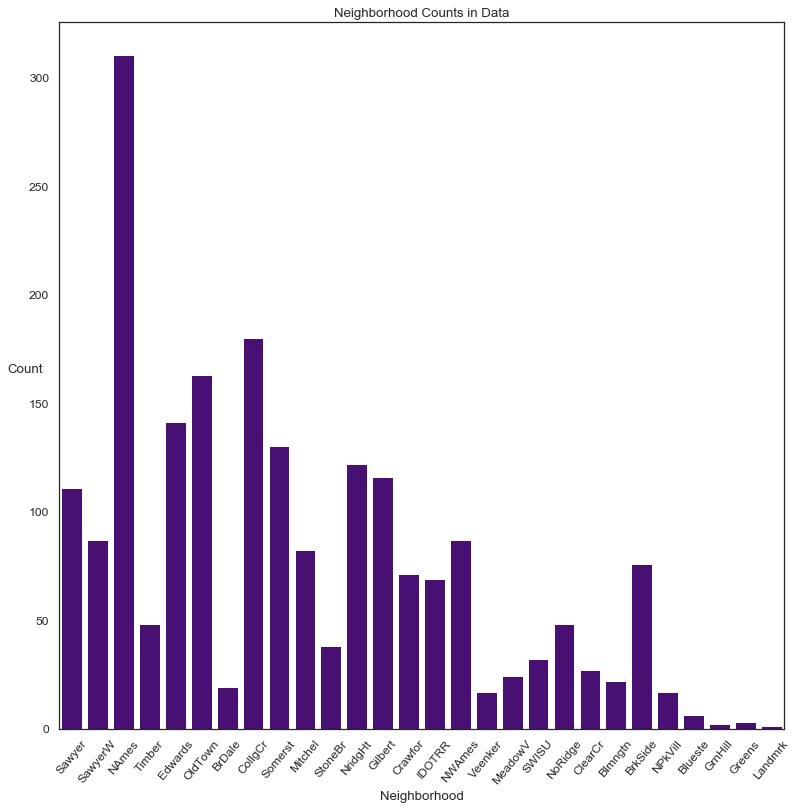 Neighborhood Counts in Data
300
250
200
150
100
50
0
Count
Sawyer
SawyerW
NAmes
Timber
Edwards
OldTown
BrDale
CollgCr
Somerst
Mitchel
StoneBr
NridgHt
Gilbert
Crawfor
IDOTRR
NWAmes
Veenker
MeadowV
SWISU
NoRidge
ClearCr
Blmngtn
BrkSide
NPkVill
Blueste
GrnHill
Greens
Landmrk
Neighborhood